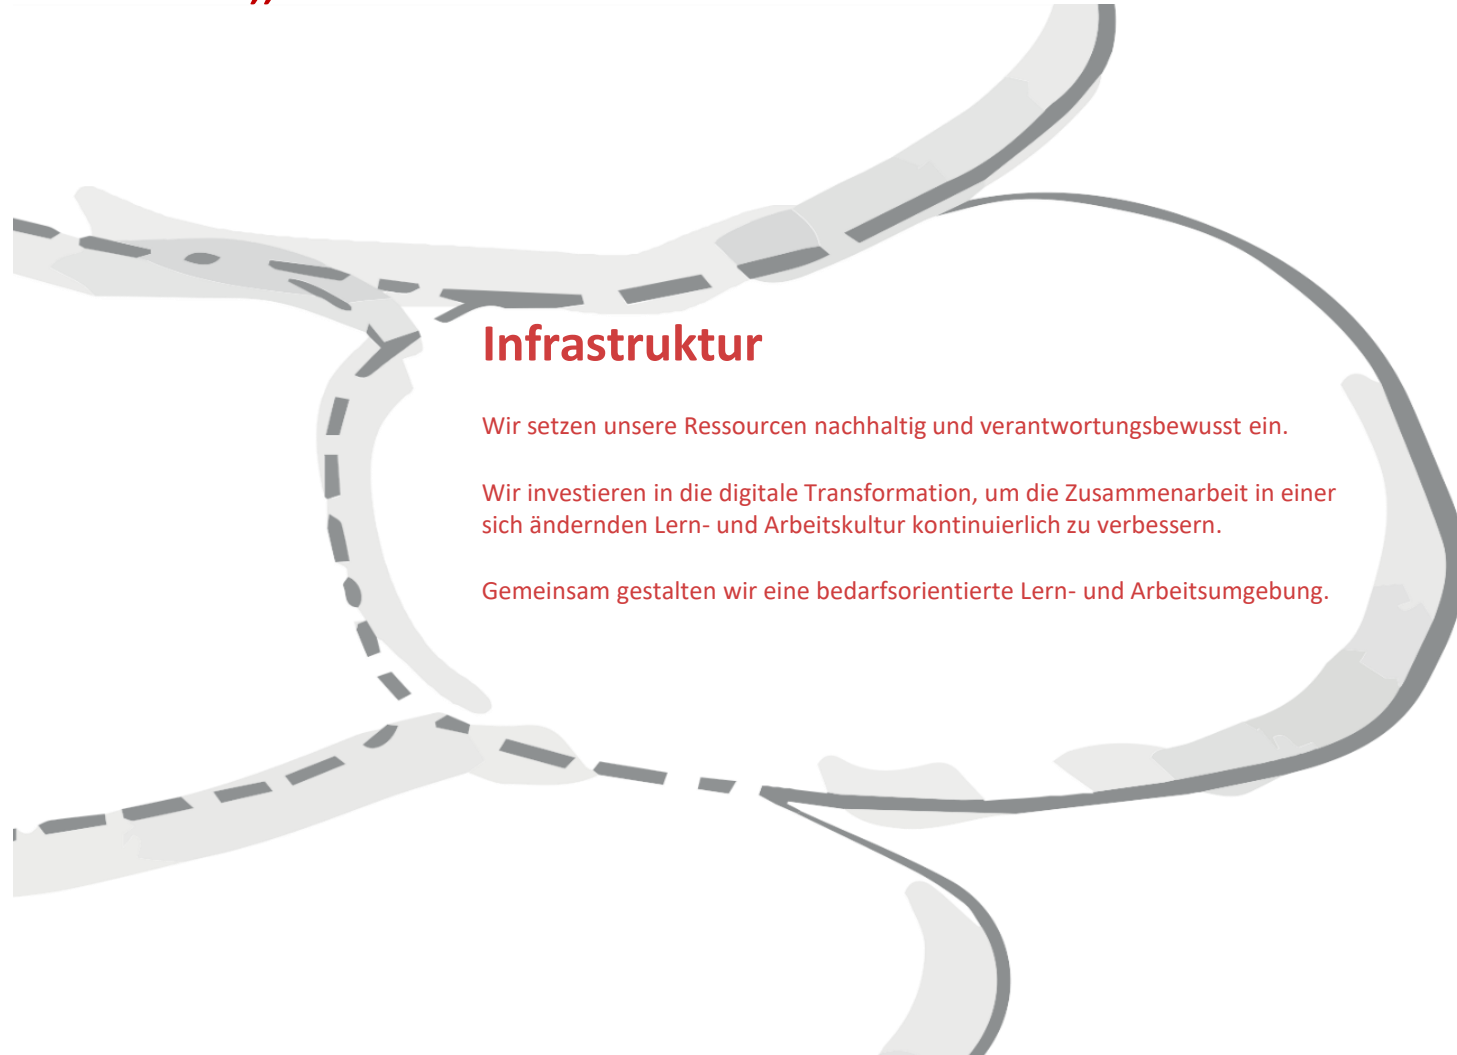 Infrastruktur
Wir setzen unsere Ressourcen nachhaltig und verantwortungsbewusst ein.
Wir investieren in die digitale Transformation, um die Zusammenarbeit in einer
sich ändernden Lern- und Arbeitskultur kontinuierlich zu verbessern.
Gemeinsam gestalten wir eine bedarfsorientierte Lern- und Arbeitsumgebung.